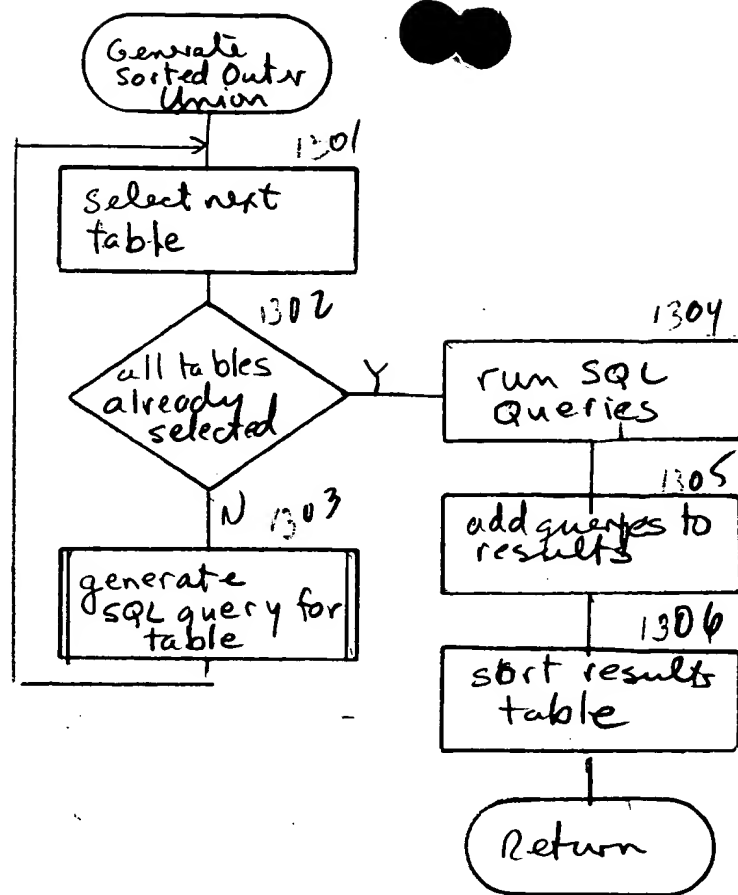 Generate
Sorted Outer
Union
1301
select next
table
1302
all tables
already
selected
Y
N
1303
generate
SQL query for
table
1304
run SQL
Queries
1305
add queries to
results
1306
sort results
table
Return